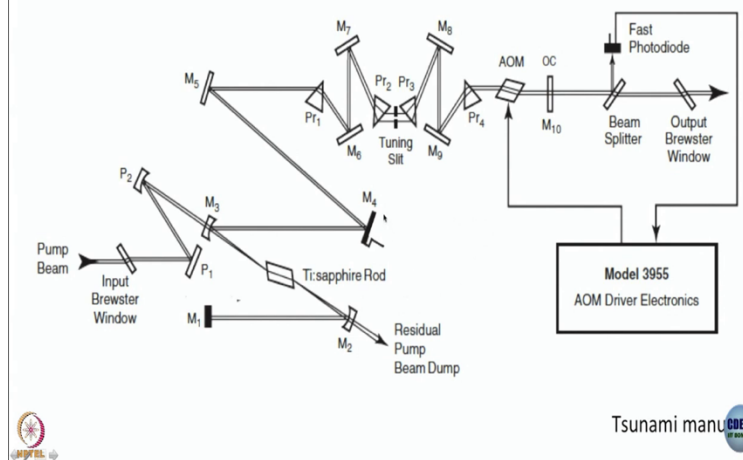 M7
M8
Fast
Photodiode
AOM
OC
M5
Pr2
Pr3
Pr1
Pr4
M6
Tuning
Slit
M9
M10
Beam
Splitter
Output
Brewster
Window
P2
M3
M4
Pump
Beam
P1
Input
Brewster
Window
Ti:sapphire Rod
Model 3955
AOM Driver Electronics
M1
M2
Residual
Pump
Beam Dump
Tsunami manu
NPTEL